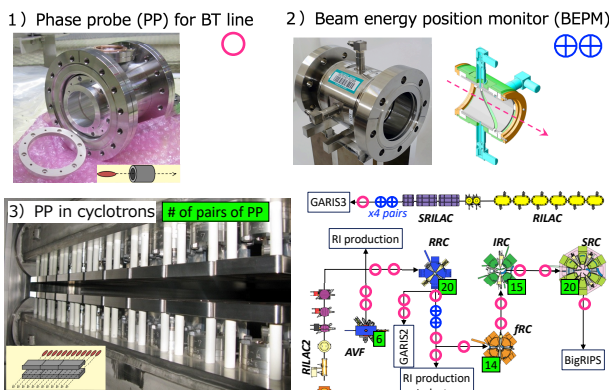 1) Phase probe (PP) for BT line
2) Beam energy position monitor (BEPM)
3) PP in cyclotrons
# of pairs of PP
GARIS3
x4 pairs
SRILAC
RILAC
RI production
RRC
IRC
SRC
20
15
20
RILAC2
AVF
6
GARIS2
fRC
14
BigRIPS
RI production